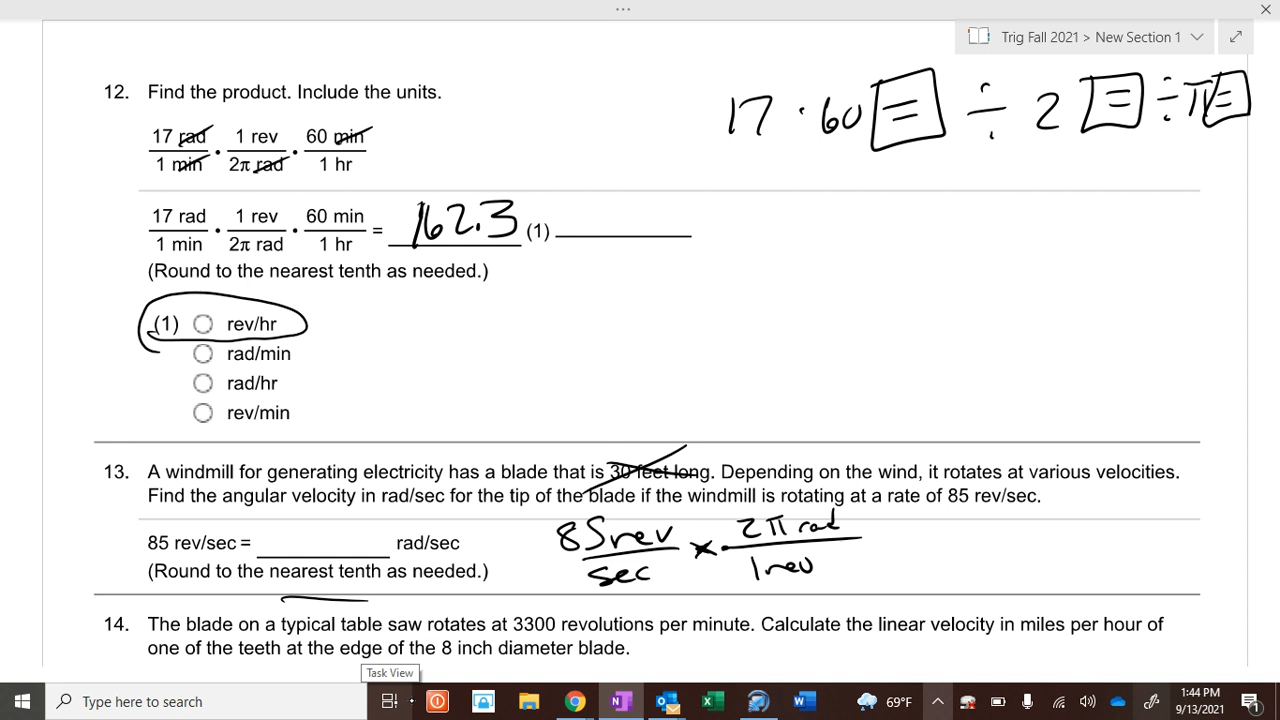 Trig Fall 2021 > New Section 1
12. Find the product. Include the units.
17 · 60 = ÷ 2 = ÷ π =
17 rad 1 rev 60 min
1 min · 2π rad · 1 hr
17 rad 1 rev 60 min
1 min · 2π rad · 1 hr = 162.3 (1)
(Round to the nearest tenth as needed.)
(1) rev/hr
rad/min
rad/hr
rev/min
13. A windmill for generating electricity has a blade that is 30 feet long. Depending on the wind, it rotates at various velocities.
Find the angular velocity in rad/sec for the tip of the blade if the windmill is rotating at a rate of 85 rev/sec.
85 rev/sec = rad/sec
85 rev × 2π rad
sec 1 rev
(Round to the nearest tenth as needed.)
14. The blade on a typical table saw rotates at 3300 revolutions per minute. Calculate the linear velocity in miles per hour of
one of the teeth at the edge of the 8 inch diameter blade.
Task View
Type here to search
69°F
1:44 PM
9/13/2021